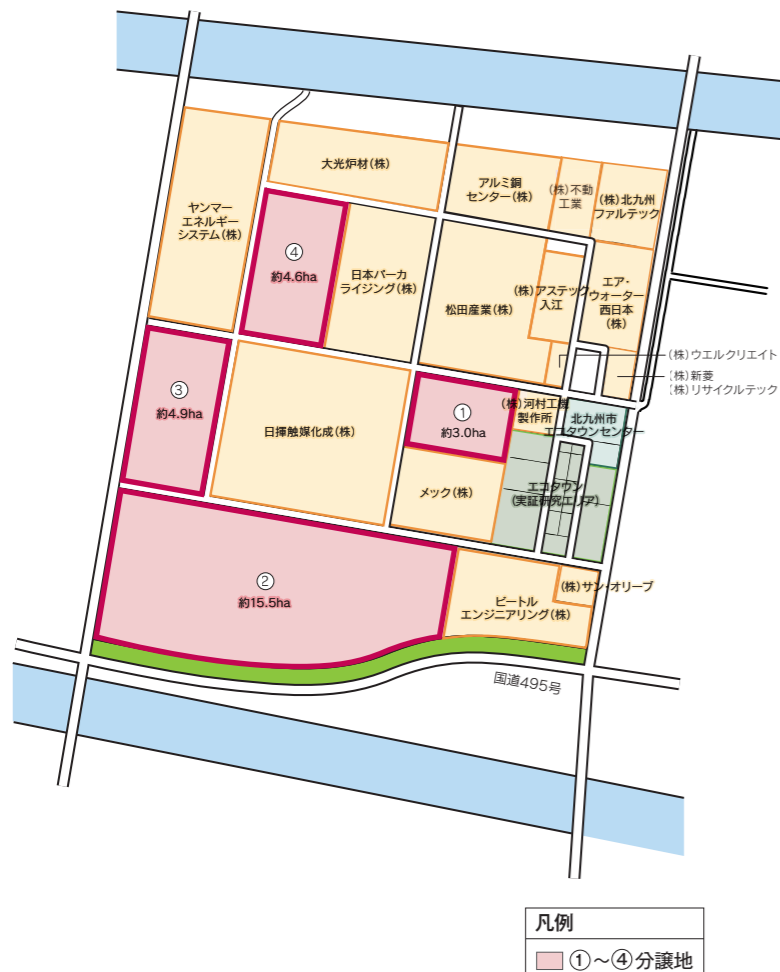 大光炉材(株)
アルミ銅
センター(株)
(株)不動
工業
(株)北九州
ファルテック
ヤンマー
エネルギー
システム(株)
④
約4.6ha
日本パーカ
ライジング(株)
松田産業(株)
(株)アステック
入江
エア・
ウォーター
西日本
(株)
(株)ウエルクリエイト
(株)新菱
(株)リサイクルテック
③
約4.9ha
日揮触媒化成(株)
①
約3.0ha
(株)河村工機
製作所
北九州市
エコタウンセンター
メック(株)
エコタウン
(実証研究エリア)
②
約15.5ha
(株)サン・オリーブ
ビートル
エンジニアリング(株)
国道495号
凡例
①～④分譲地